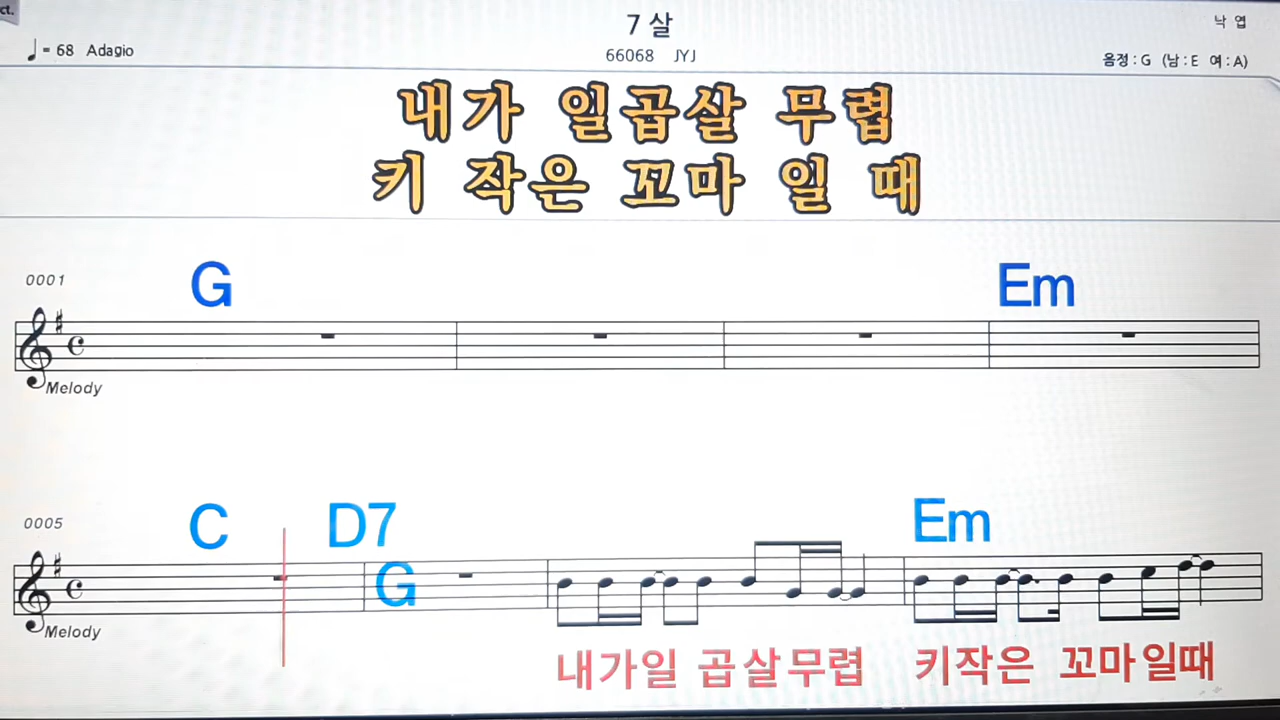 ct.
7 살
낙 엽
♩= 68 Adagio
66068 JYJ
음정 : G (남 : E 여 : A)
내가 일곱살 무렵
키 작은 꼬마 일 때
0001
G Em
Melody
0005
C D7 Em
G
Melody
내가일 곱살무렵 키작은 꼬마일때